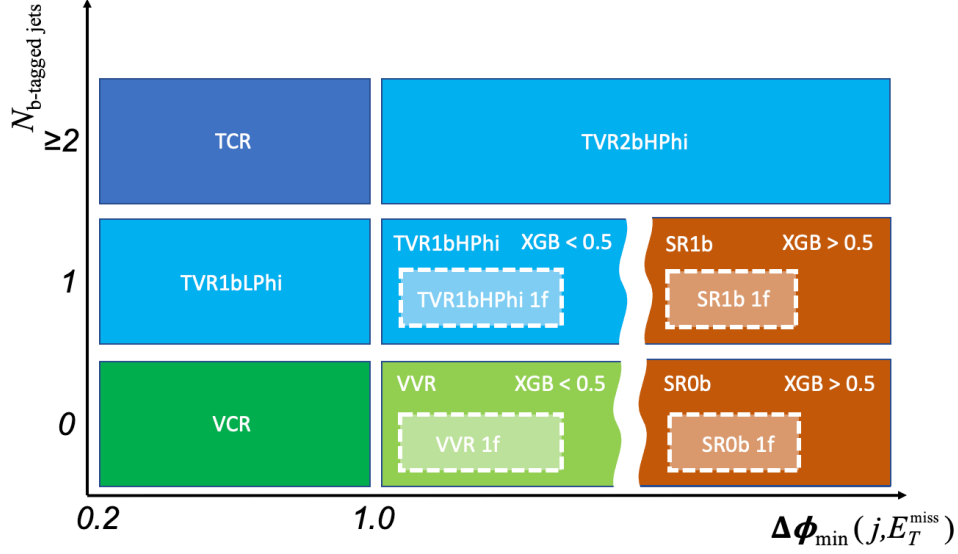 N b-tagged jets
≥2
TCR
TVR2bHPhi
1
TVR1bLPhi
TVR1bHPhi XGB < 0.5
TVR1bHPhi 1f
SR1b XGB > 0.5
SR1b 1f
0
VCR
VVR XGB < 0.5
VVR 1f
SR0b XGB > 0.5
SR0b 1f
0.2
1.0
Δϕmin(j,E_T^miss)